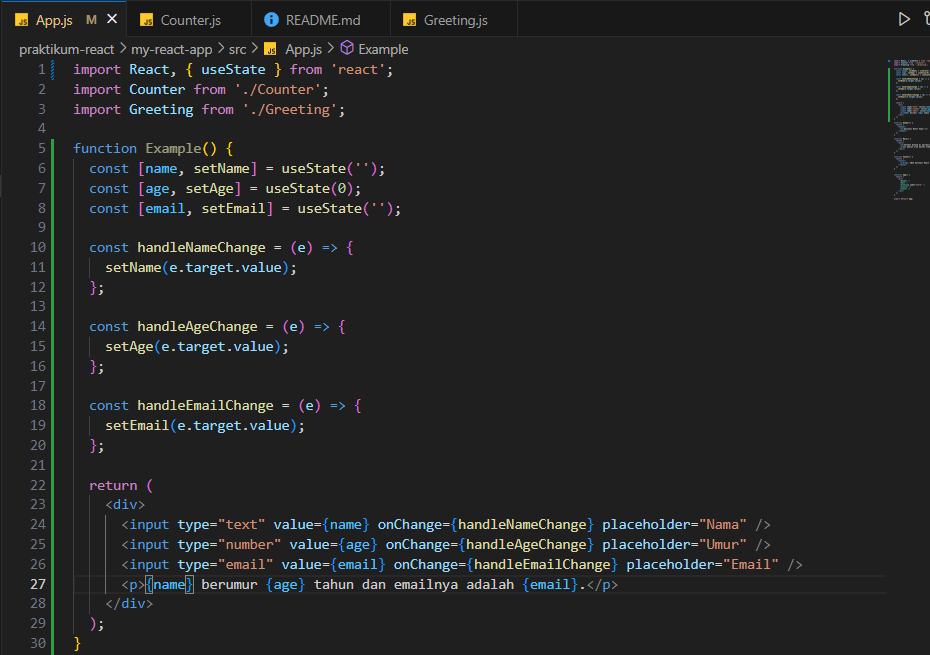 App.js M
Counter.js
README.md
Greeting.js
praktikum-react > my-react-app > src > App.js > Example
1 import React, { useState } from 'react';
2 import Counter from './Counter';
3 import Greeting from './Greeting';
4
5 function Example() {
6 const [name, setName] = useState('');
7 const [age, setAge] = useState(0);
8 const [email, setEmail] = useState('');
9
10 const handleNameChange = (e) => {
11 setName(e.target.value);
12 };
13
14 const handleAgeChange = (e) => {
15 setAge(e.target.value);
16 };
17
18 const handleEmailChange = (e) => {
19 setEmail(e.target.value);
20 };
21
22 return (
23 <div>
24 <input type="text" value={name} onChange={handleNameChange} placeholder="Nama" />
25 <input type="number" value={age} onChange={handleAgeChange} placeholder="Umur" />
26 <input type="email" value={email} onChange={handleEmailChange} placeholder="Email" />
27 <p>{name} berumur {age} tahun dan emailnya adalah {email}.</p>
28 </div>
29 );
30 }